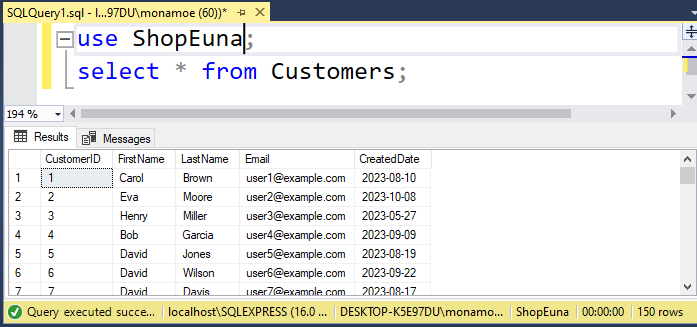 SQLQuery1.sql - l...97DU\monamoe (60))*
use ShopEuna;
select * from Customers;
194 %
Results Messages
CustomerID FirstName LastName Email CreatedDate
1 1 Carol Brown user1@example.com 2023-08-10
2 2 Eva Moore user2@example.com 2023-10-08
3 3 Henry Miller user3@example.com 2023-05-27
4 4 Bob Garcia user4@example.com 2023-09-09
5 5 David Jones user5@example.com 2023-08-19
6 6 David Wilson user6@example.com 2023-09-22
7 7 David Davis user7@example.com 2023-08-17
Query executed succe... localhost\SQLEXPRESS (16.0 ... DESKTOP-K5E97DU\monamo... ShopEuna 00:00:00 150 rows